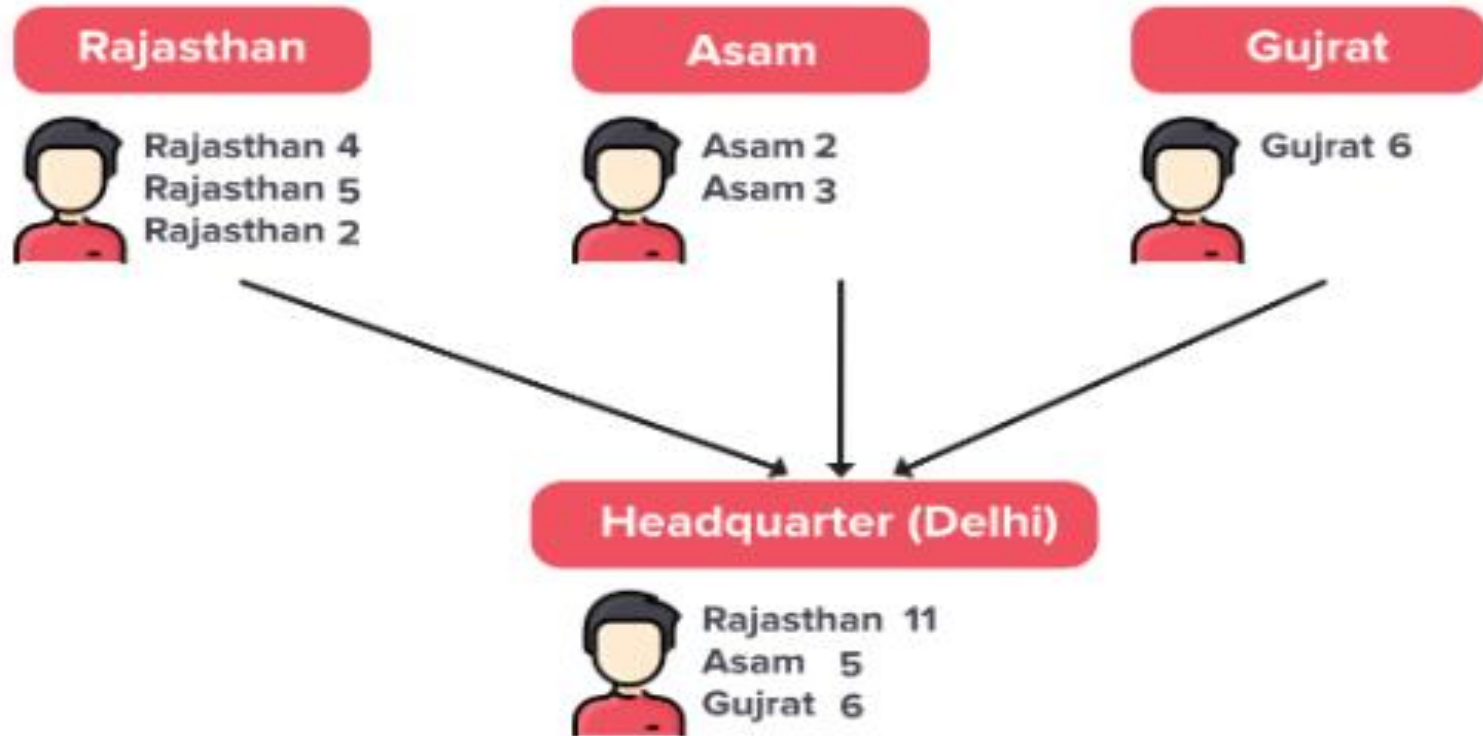 Rajasthan
Rajasthan 4
Rajasthan 5
Rajasthan 2
Asam
Asam 2
Asam 3
Gujrat
Gujrat 6
Headquarter (Delhi)
Rajasthan 11
Asam 5
Gujrat 6